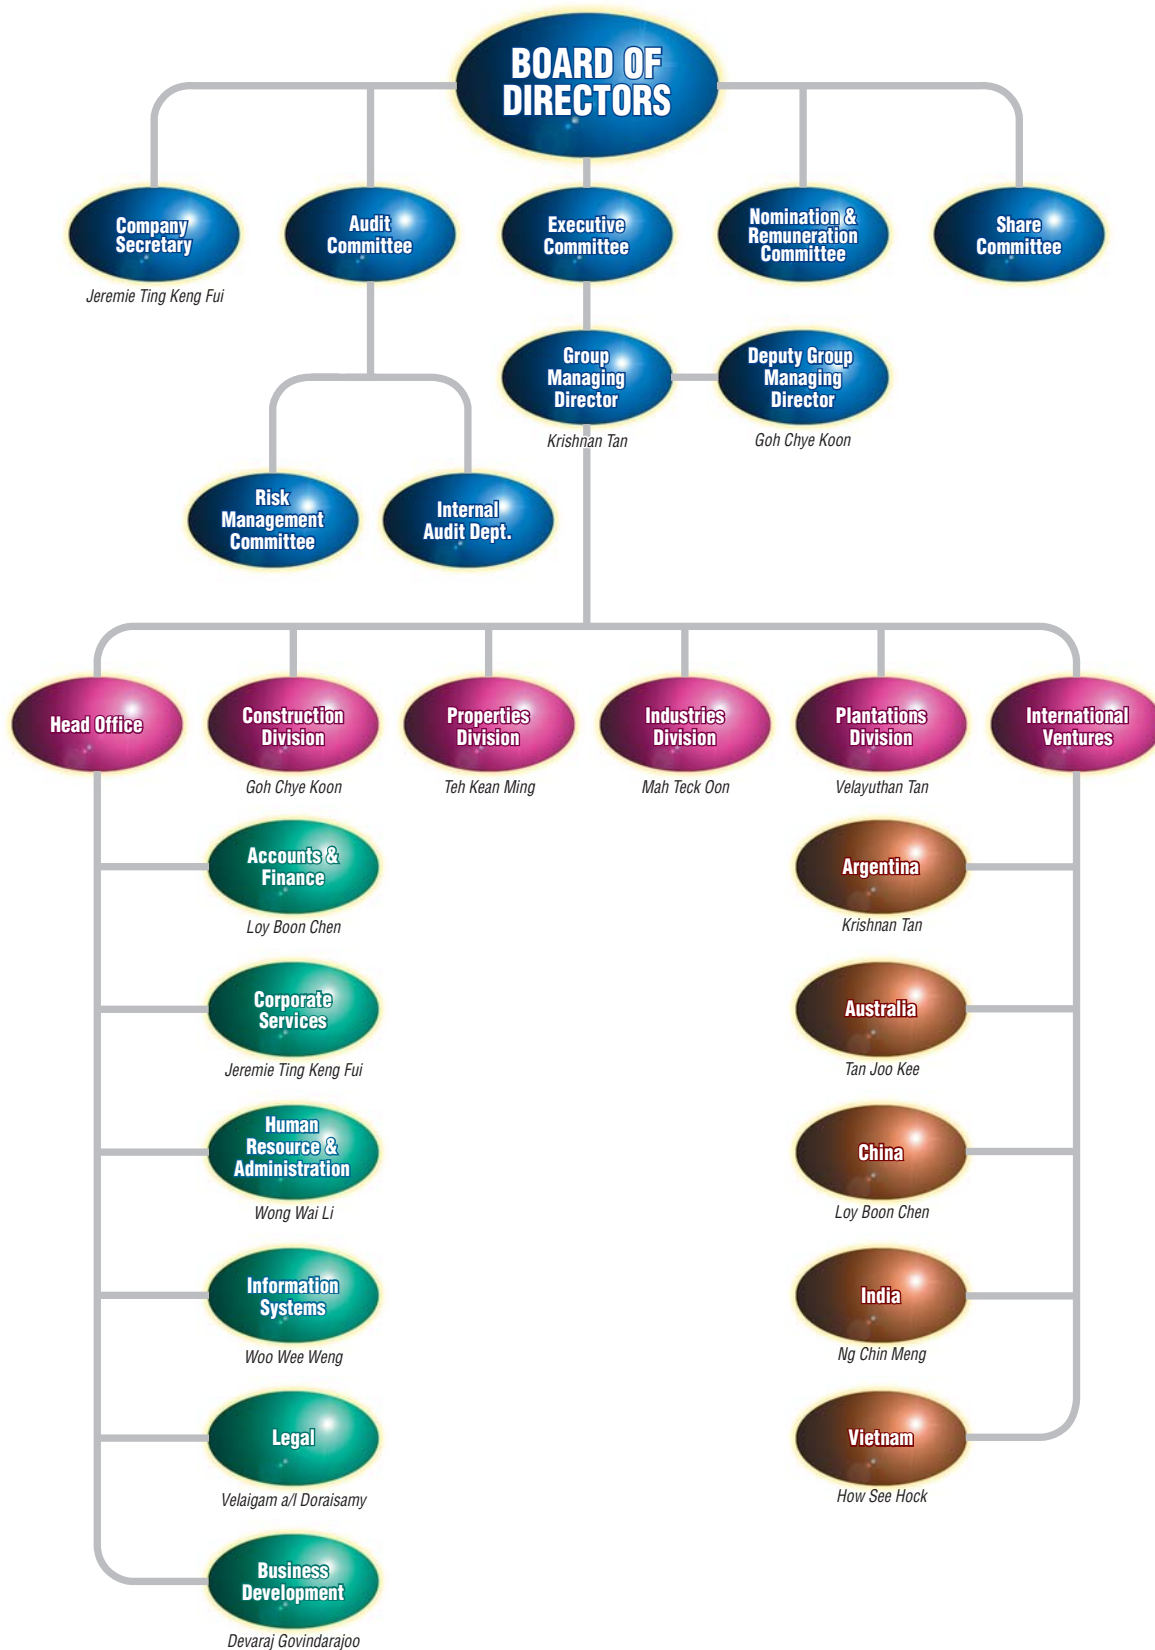 BOARD OF
DIRECTORS
Company
Secretary
Jeremie Ting Keng Fui
Audit
Committee
Executive
Committee
Nomination &
Remuneration
Committee
Share
Committee
Group
Managing
Director
Krishnan Tan
Deputy Group
Managing
Director
Goh Chye Koon
Risk
Management
Committee
Internal
Audit Dept.
Head Office
Construction
Division
Goh Chye Koon
Properties
Division
Teh Kean Ming
Industries
Division
Mah Teck Oon
Plantations
Division
Velayuthan Tan
International
Ventures
Accounts &
Finance
Loy Boon Chen
Corporate
Services
Jeremie Ting Keng Fui
Human
Resource &
Administration
Wong Wai Li
Information
Systems
Woo Wee Weng
Legal
Velaigam a/l Doraisamy
Business
Development
Devaraj Govindarajoo
Argentina
Krishnan Tan
Australia
Tan Joo Kee
China
Loy Boon Chen
India
Ng Chin Meng
Vietnam
How See Hock